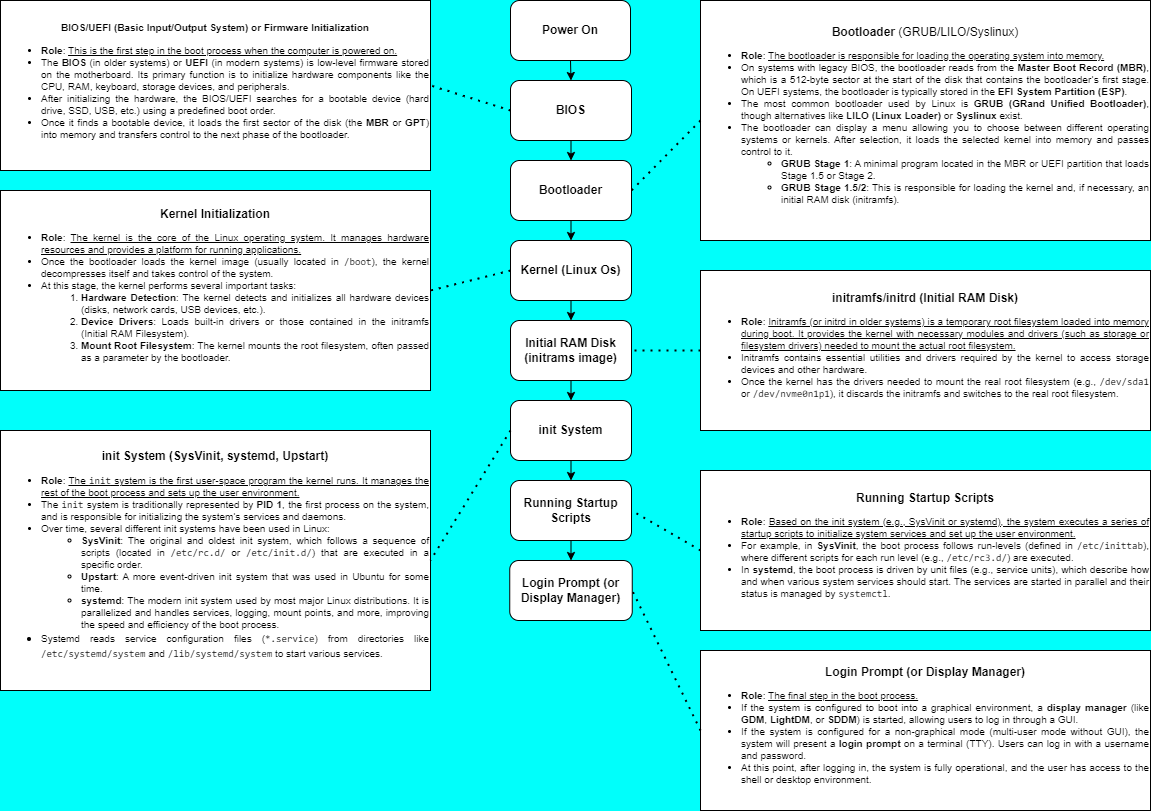 BIOS/UEFI (Basic Input/Output System) or Firmware Initialization
• Role: This is the first step in the boot process when the computer is powered on.
• The BIOS (in older systems) or UEFI (in modern systems) is low-level firmware stored
on the motherboard. Its primary function is to initialize hardware components like the
CPU, RAM, keyboard, storage devices, and peripherals.
• After initializing the hardware, the BIOS/UEFI searches for a bootable device (hard
drive, SSD, USB, etc.) using a predefined boot order.
• Once it finds a bootable device, it loads the first sector of the disk (the MBR or GPT)
into memory and transfers control to the next phase of the bootloader.
Kernel Initialization
• Role: The kernel is the core of the Linux operating system. It manages hardware
resources and provides a platform for running applications.
• Once the bootloader loads the kernel image (usually located in /boot), the kernel
decompresses itself and takes control of the system.
• At this stage, the kernel performs several important tasks:
1. Hardware Detection: The kernel detects and initializes all hardware devices
(disks, network cards, USB devices, etc.).
2. Device Drivers: Loads built-in drivers or those contained in the initramfs
(Initial RAM Filesystem).
3. Mount Root Filesystem: The kernel mounts the root filesystem, often passed
as a parameter by the bootloader.
init System (SysVinit, systemd, Upstart)
• Role: The init system is the first user-space program the kernel runs. It manages the
rest of the boot process and sets up the user environment.
• The init system is traditionally represented by PID 1, the first process on the system,
and is responsible for initializing the system's services and daemons.
• Over time, several different init systems have been used in Linux:
∘ SysVinit: The original and oldest init system, which follows a sequence of
scripts (located in /etc/rc.d/ or /etc/init.d/) that are executed in a
specific order.
∘ Upstart: A more event-driven init system that was used in Ubuntu for some
time.
∘ systemd: The modern init system used by most major Linux distributions. It is
parallelized and handles services, logging, mount points, and more, improving
the speed and efficiency of the boot process.
• Systemd reads service configuration files (*.service) from directories like
/etc/systemd/system and /lib/systemd/system to start various services.
Power On
BIOS
Bootloader
Kernel (Linux Os)
Initial RAM Disk
(initrams image)
init System
Running Startup
Scripts
Login Prompt (or
Display Manager)
Bootloader (GRUB/LILO/Syslinux)
• Role: The bootloader is responsible for loading the operating system into memory.
• On systems with legacy BIOS, the bootloader reads from the Master Boot Record (MBR),
which is a 512-byte sector at the start of the disk that contains the bootloader's first stage.
On UEFI systems, the bootloader is typically stored in the EFI System Partition (ESP).
• The most common bootloader used by Linux is GRUB (GRand Unified Bootloader),
though alternatives like LILO (Linux Loader) or Syslinux exist.
• The bootloader can display a menu allowing you to choose between different operating
systems or kernels. After selection, it loads the selected kernel into memory and passes
control to it.
∘ GRUB Stage 1: A minimal program located in the MBR or UEFI partition that loads
Stage 1.5 or Stage 2.
∘ GRUB Stage 1.5/2: This is responsible for loading the kernel and, if necessary, an
initial RAM disk (initramfs).
initramfs/initrd (Initial RAM Disk)
• Role: Initramfs (or initrd in older systems) is a temporary root filesystem loaded into memory
during boot. It provides the kernel with necessary modules and drivers (such as storage or
filesystem drivers) needed to mount the actual root filesystem.
• Initramfs contains essential utilities and drivers required by the kernel to access storage
devices and other hardware.
• Once the kernel has the drivers needed to mount the real root filesystem (e.g., /dev/sda1
or /dev/nvme0n1p1), it discards the initramfs and switches to the real root filesystem.
Running Startup Scripts
• Role: Based on the init system (e.g., SysVinit or systemd), the system executes a series of
startup scripts to initialize system services and set up the user environment.
• For example, in SysVinit, the boot process follows run-levels (defined in /etc/inittab),
where different scripts for each run level (e.g., /etc/rc3.d/) are executed.
• In systemd, the boot process is driven by unit files (e.g., service units), which describe how
and when various system services should start. The services are started in parallel and their
status is managed by systemctl.
Login Prompt (or Display Manager)
• Role: The final step in the boot process.
• If the system is configured to boot into a graphical environment, a display manager (like
GDM, LightDM, or SDDM) is started, allowing users to log in through a GUI.
• If the system is configured for a non-graphical mode (multi-user mode without GUI), the
system will present a login prompt on a terminal (TTY). Users can log in with a username
and password.
• At this point, after logging in, the system is fully operational, and the user has access to the
shell or desktop environment.